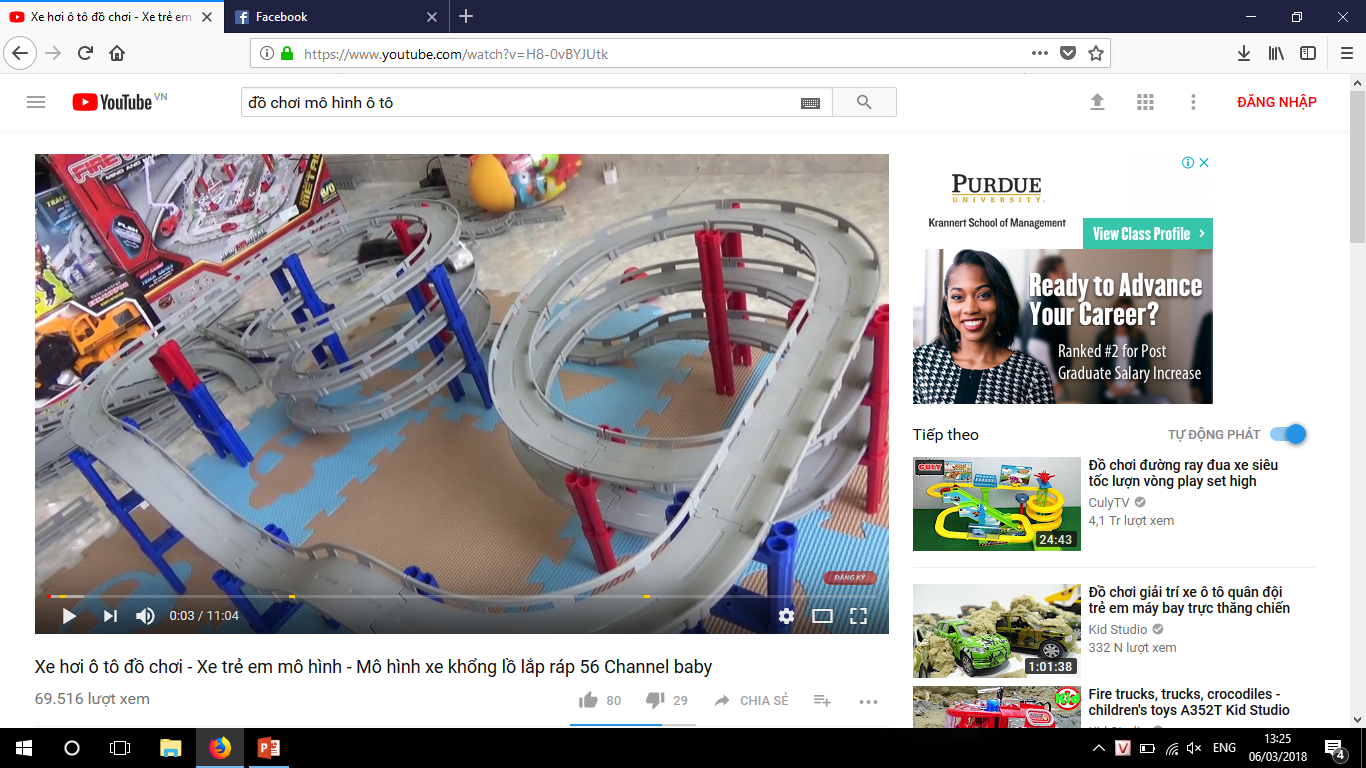 Xe hơi ô tô đồ chơi - Xe trẻ em
Facebook
https://www.youtube.com/watch?v=H8-0vBYJUtk
YouTube VN
đồ chơi mô hình ô tô
ĐĂNG NHẬP
METAL
ĐĂNG KÝ
0:03 / 11:04
PURDUE
UNIVERSITY
Krannert School of Management
View Class Profile
Ready to Advance
Your Career?
Ranked #2 for Post
Graduate Salary Increase
Tiếp theo
TỰ ĐỘNG PHÁT
CULY
24:43
Đồ chơi đường ray đua xe siêu
tốc lượn vòng play set high
CulyTV
4,1 Tr lượt xem
1:01:38
Đồ chơi giải trí xe ô tô quân đội
trẻ em máy bay trực thăng chiến
Kid Studio
332 N lượt xem
Fire trucks, trucks, crocodiles -
children's toys A352T Kid Studio
Xe hơi ô tô đồ chơi - Xe trẻ em mô hình - Mô hình xe khổng lồ lắp ráp 56 Channel baby
69.516 lượt xem
80
29
CHIA SẺ
ENG
13:25
06/03/2018
4